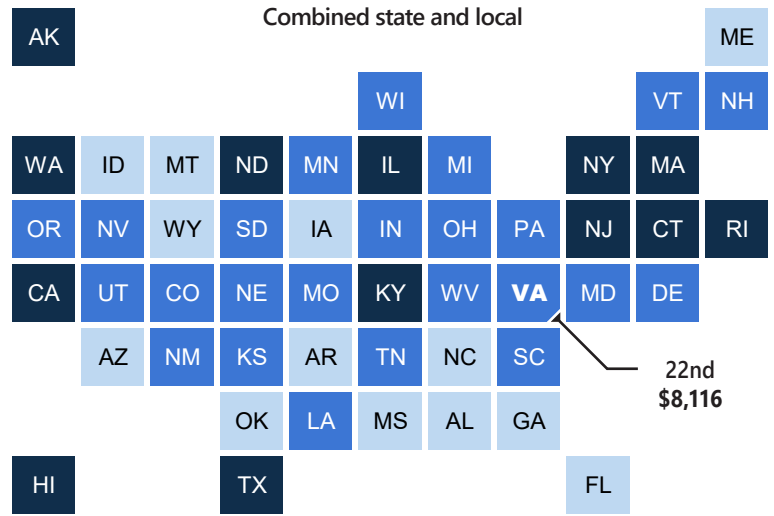 Combined state and local
AK ME
WI VT NH
WA ID MT ND MN IL MI NY MA
OR NV WY SD IA IN OH PA NJ CT RI
CA UT CO NE MO KY WV VA MD DE
AZ NM KS AR TN NC SC
22nd
$8,116
OK LA MS AL GA
HI TX FL